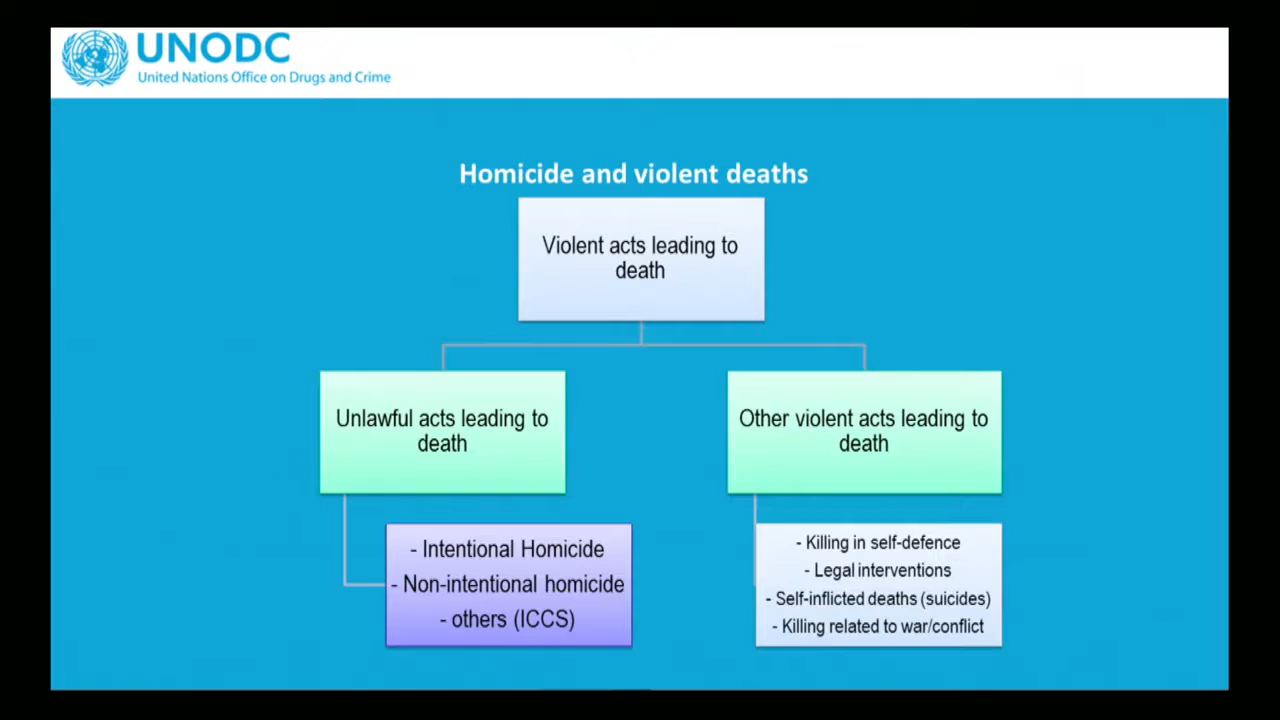 UNODC
United Nations Office on Drugs and Crime
Homicide and violent deaths
Violent acts leading to
death
Unlawful acts leading to
death
- Intentional Homicide
- Non-intentional homicide
- others (ICCS)
Other violent acts leading to
death
- Killing in self-defence
- Legal interventions
- Self-inflicted deaths (suicides)
- Killing related to war/conflict